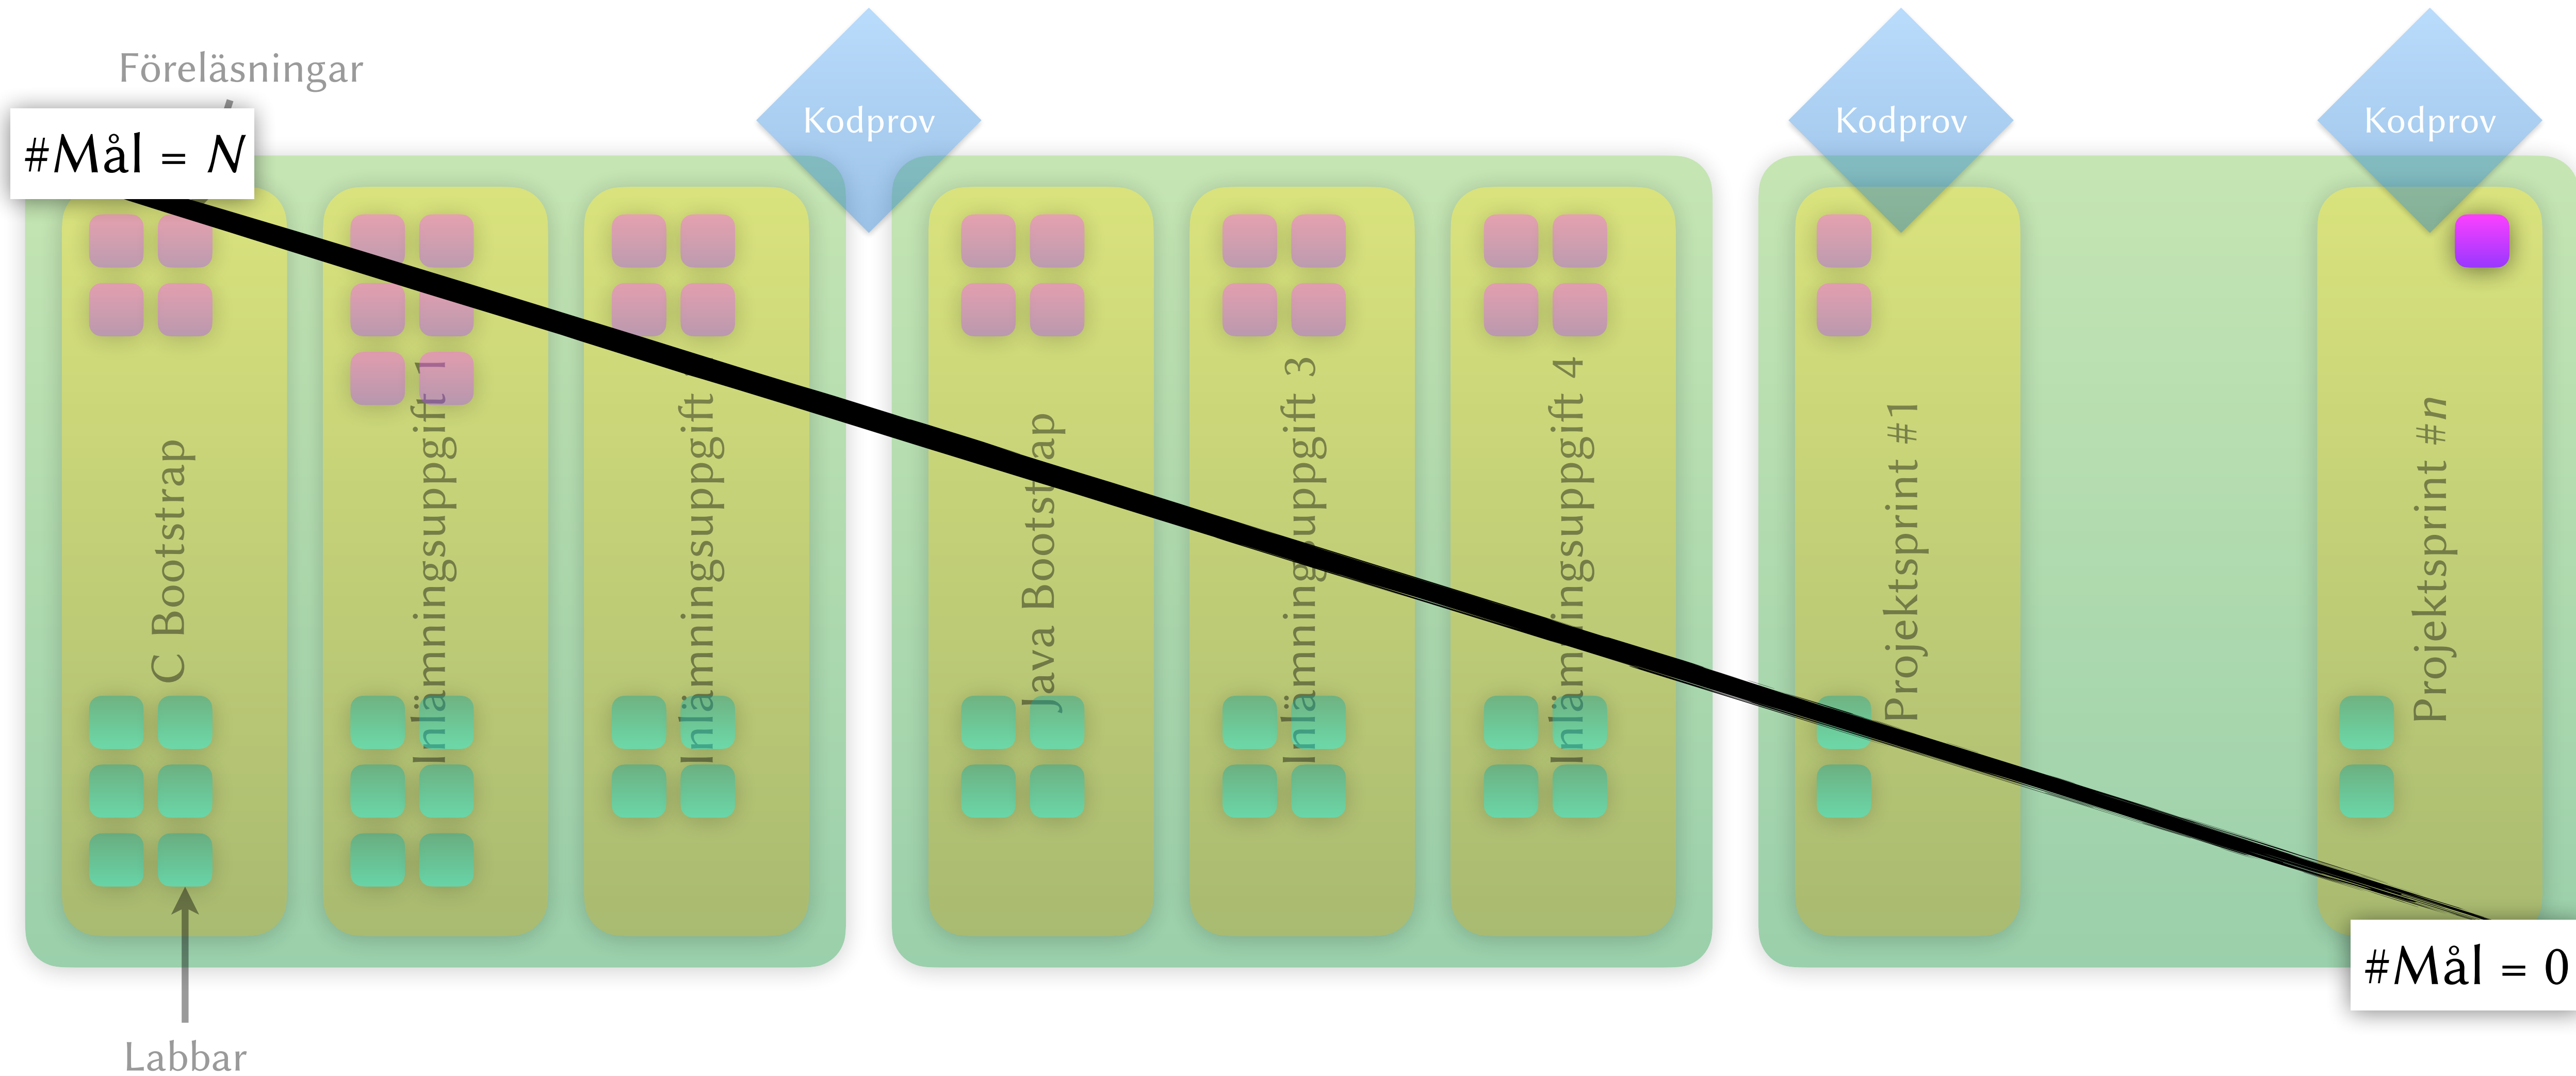 Föreläsningar
#Mål = N
Kodprov
Kodprov
Kodprov
C Bootstrap
Inlämningsuppgift 1
Inlämningsuppgift
Java Bootstrap
Inlämningsuppgift 3
Inlämningsuppgift 4
Projektsprint #1
Projektsprint #n
#Mål = 0
Labbar